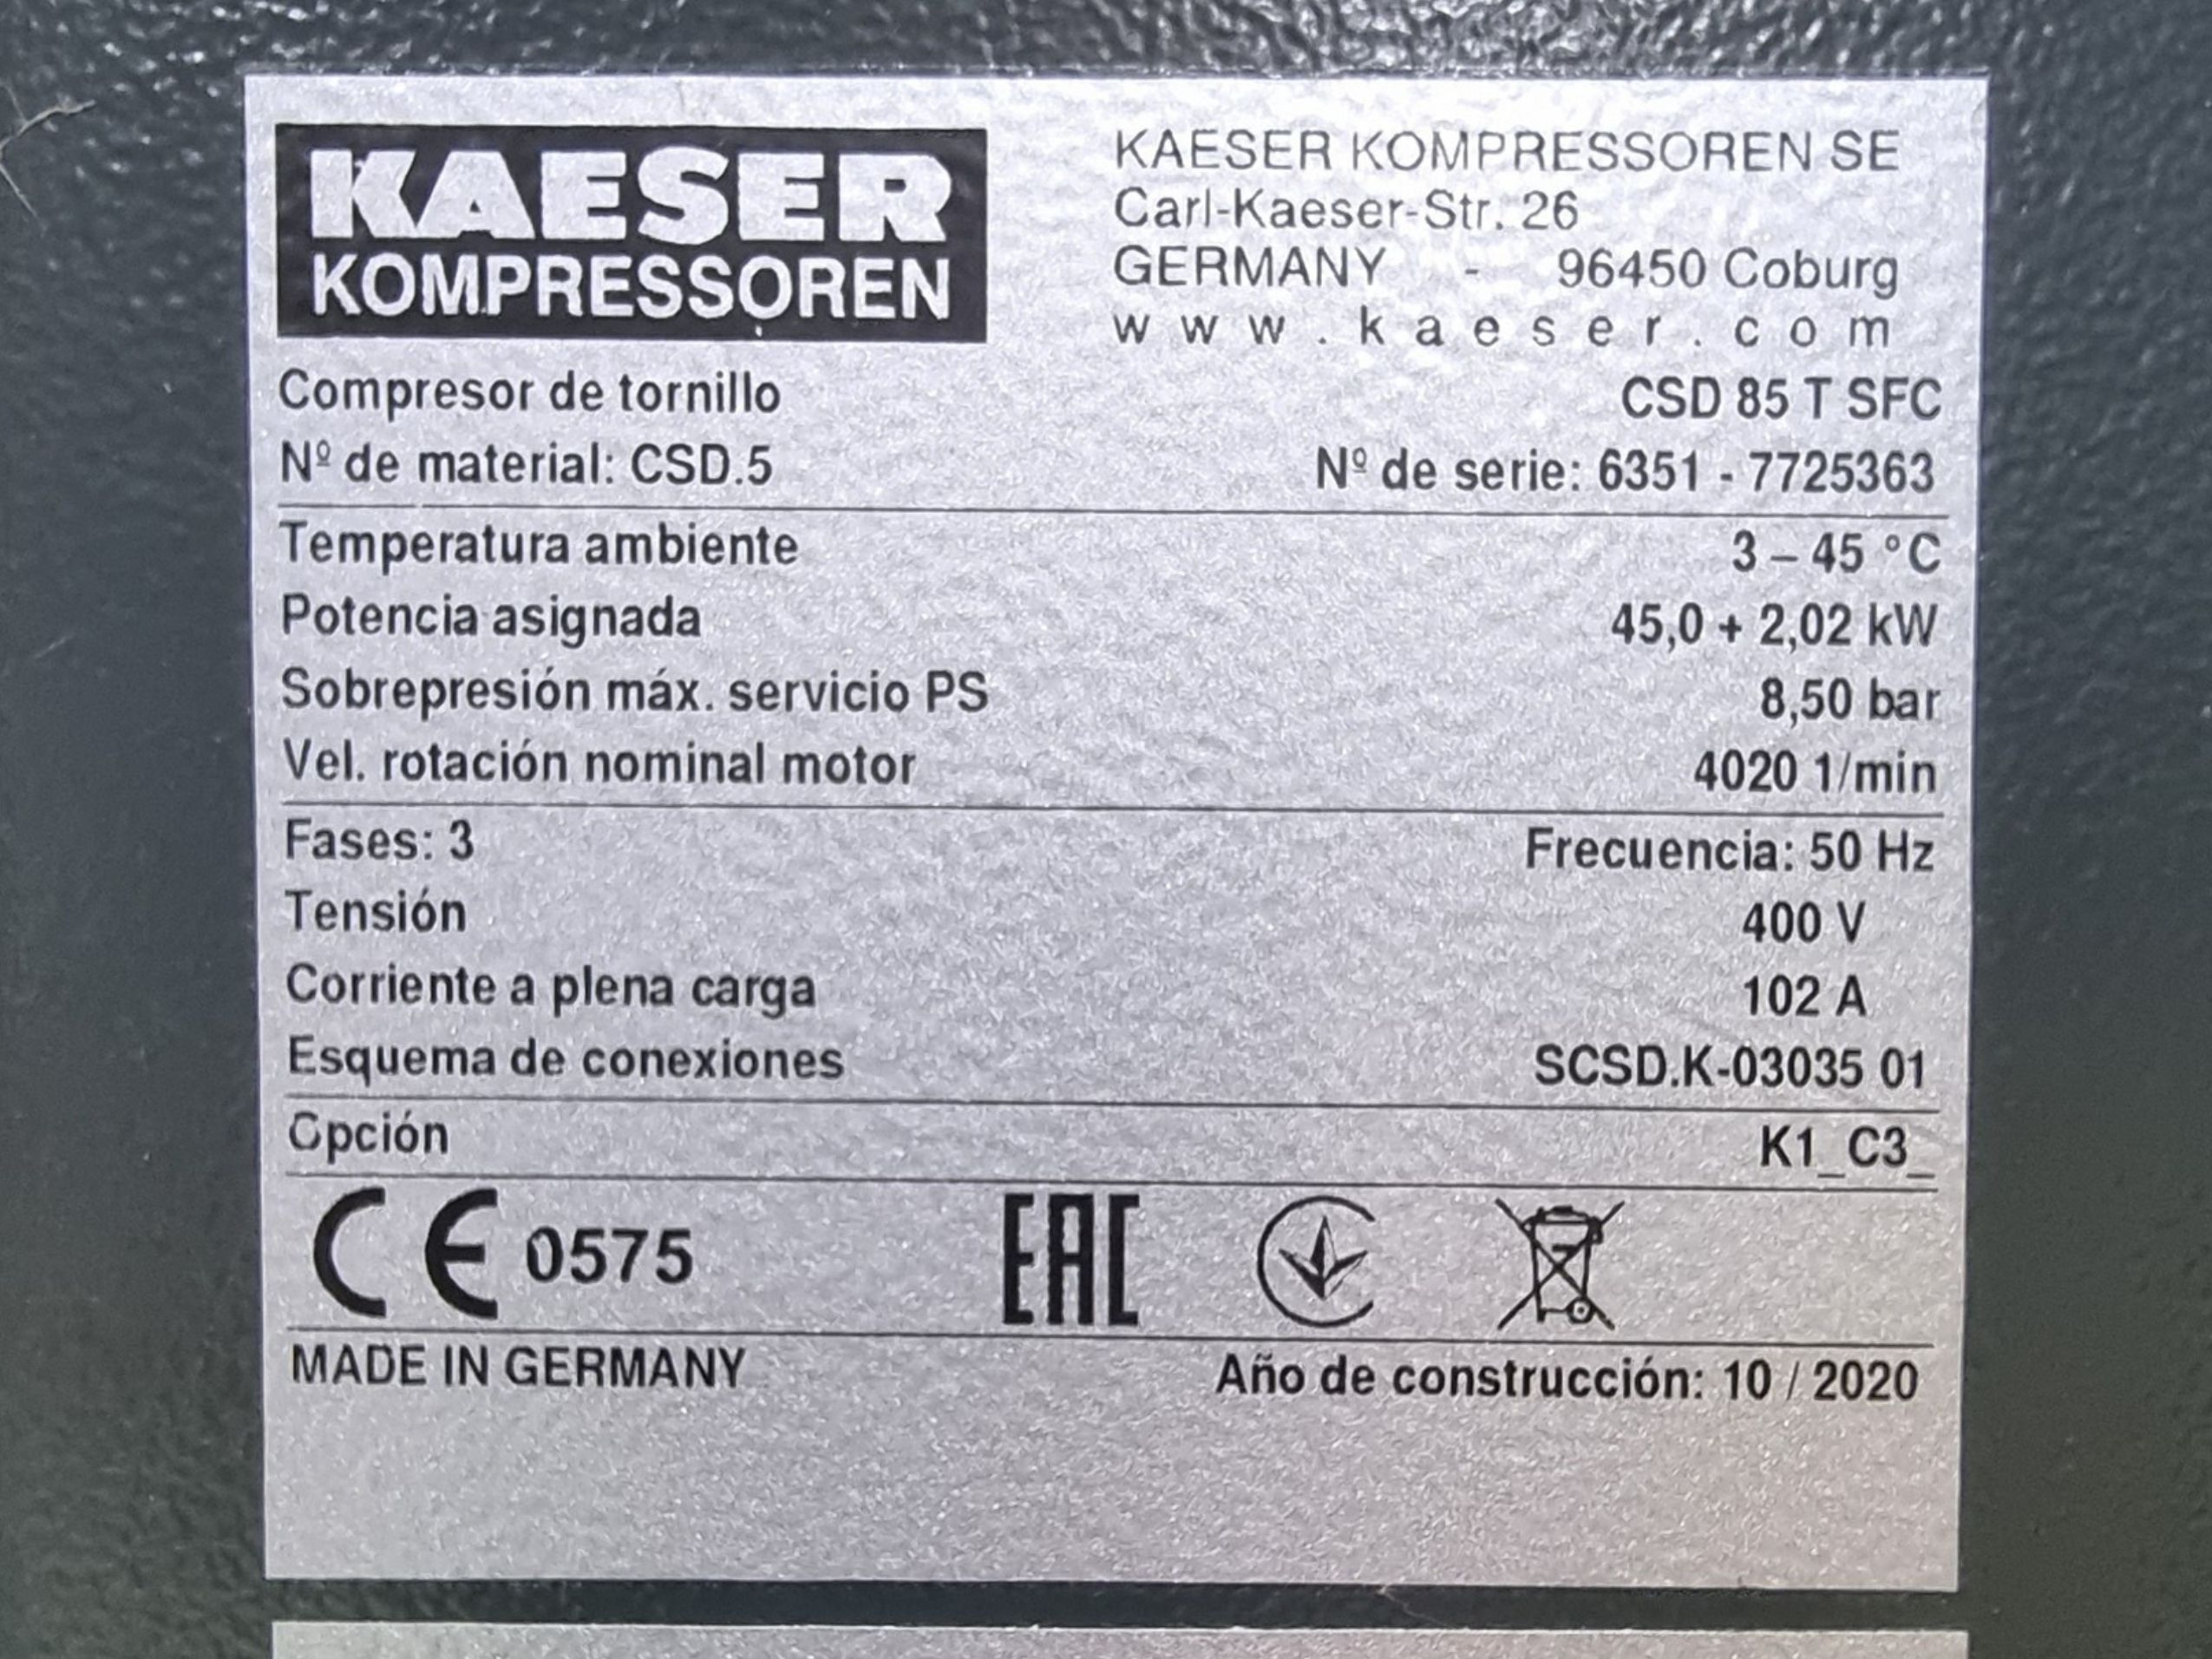 KAESER
KOMPRESSOREN
KAESER KOMPRESSOREN SE
Carl-Kaeser-Str. 26
GERMANY - 96450 Coburg
www.kaeser.com
Compresor de tornillo CSD 85 T SFC
Nº de material: CSD.5 Nº de serie: 6351 - 7725363
Temperatura ambiente 3 – 45 °C
Potencia asignada 45,0 + 2,02 kW
Sobrepresión máx. servicio PS 8,50 bar
Vel. rotación nominal motor 4020 1/min
Fases: 3 Frecuencia: 50 Hz
Tensión 400 V
Corriente a plena carga 102 A
Esquema de conexiones SCSD.K-03035 01
Opción K1_C3_
CE 0575 EAC
MADE IN GERMANY Año de construcción: 10 / 2020